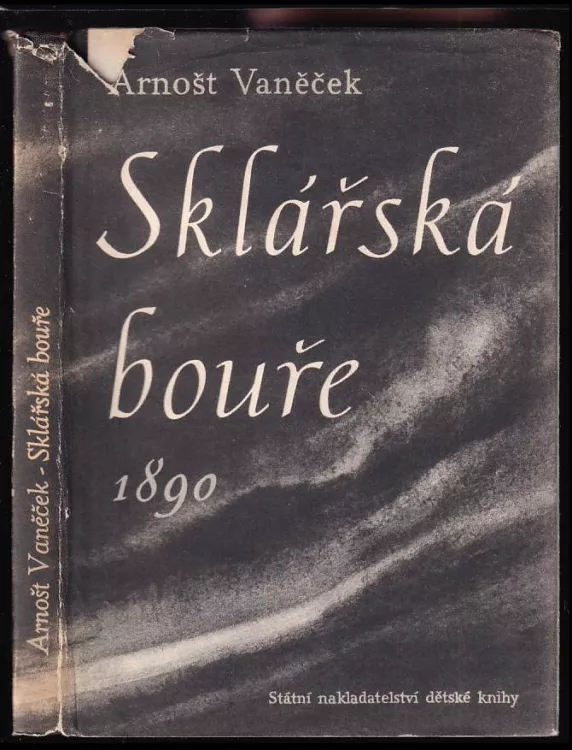 Arnošt Vaněček
Sklářská
bouře
1890
Státní nakladatelství dětské knihy
Arnošt Vaněček - Sklářská bouře